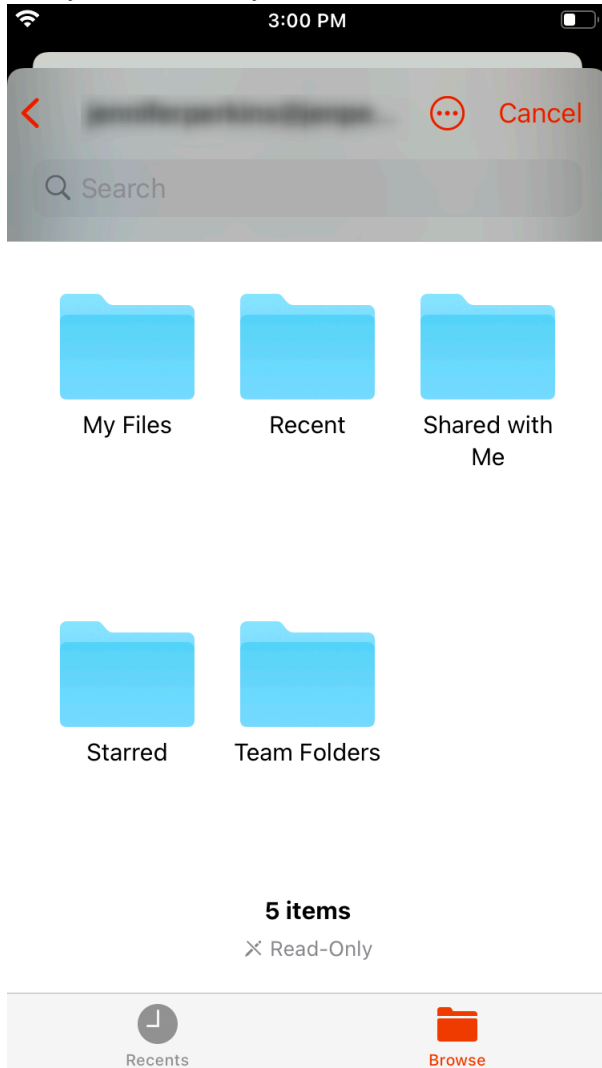 3:00 PM
Cancel
Search
My Files
Recent
Shared with
Me
Starred
Team Folders
5 items
Read-Only
Recents
Browse